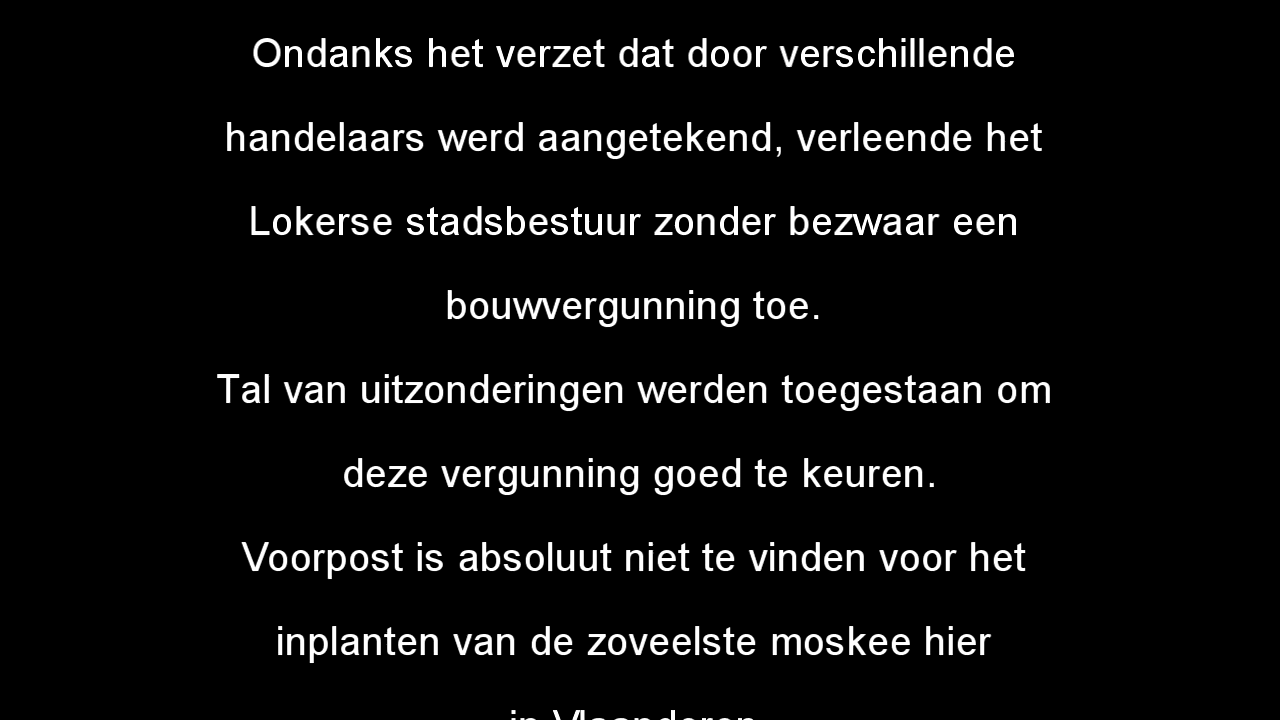 Ondanks het verzet dat door verschillende
handelaars werd aangetekend, verleende het
Lokerse stadsbestuur zonder bezwaar een
bouwvergunning toe.
Tal van uitzonderingen werden toegestaan om
deze vergunning goed te keuren.
Voorpost is absoluut niet te vinden voor het
inplanten van de zoveelste moskee hier
in Vlaanderen